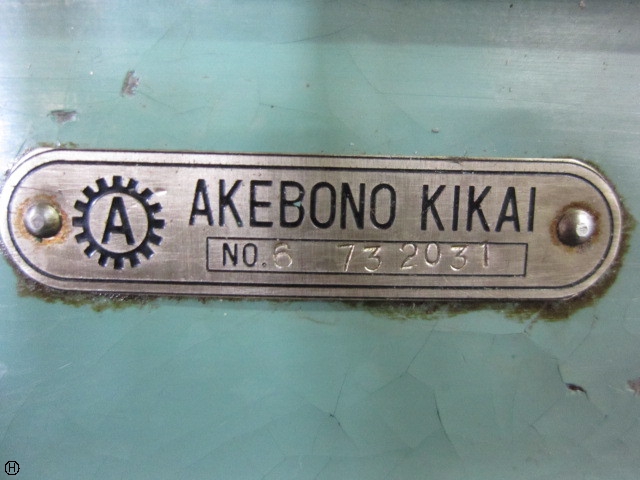 A
AKEBONO KIKAI
NO.6 73 2031
H